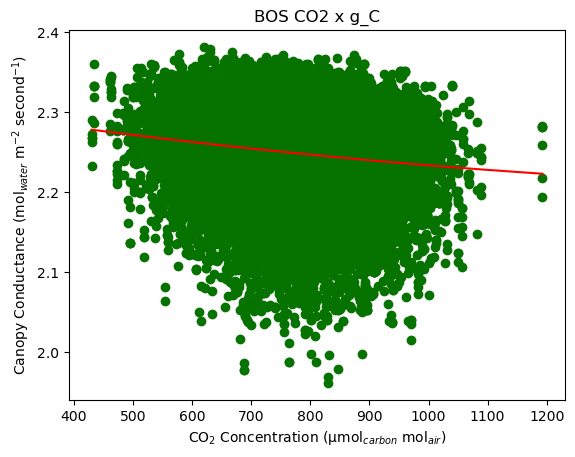 BOS CO2 x g_C
2.4
2.3
2.2
2.1
2.0
Canopy Conductance (mol_water m⁻² second⁻¹)
400 500 600 700 800 900 1000 1100 1200
CO₂ Concentration (μmol_carbon mol_air)